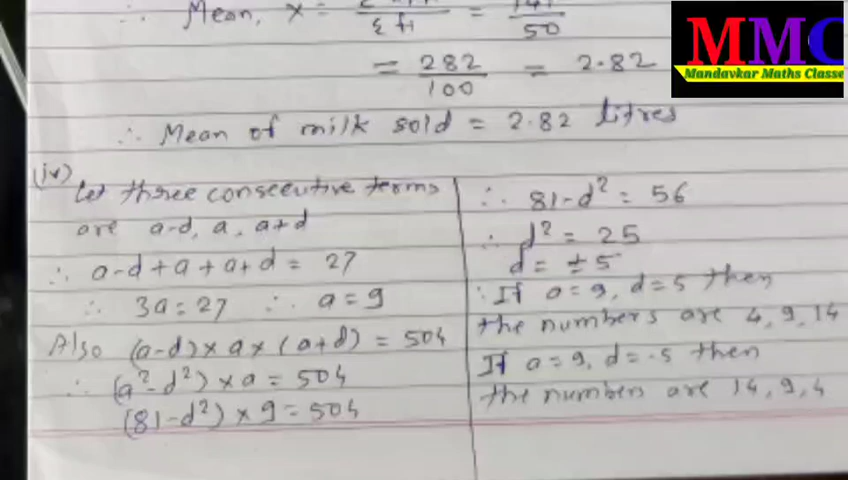 ∴ Mean, x = 
Σ fi
50
= 282/100 = 2.82
∴ Mean of milk sold = 2.82 litres
(iv) Let three consecutive terms
are a-d, a, a+d
∴ a-d+a+a+d = 27
∴ 3a=27 ∴ a=9
Also (a-d)×a×(a+d) = 504
∴ (a²-d²)×a=504
(81-d²)×9=504
∴ 81-d² = 56
∴ d² = 25
d = ±5
∴ If a=9, d=5 then
the numbers are 4,9,14
If a=9, d=-5 then
the numbers are 14,9,4
MMC
Mandavkar Maths Classe